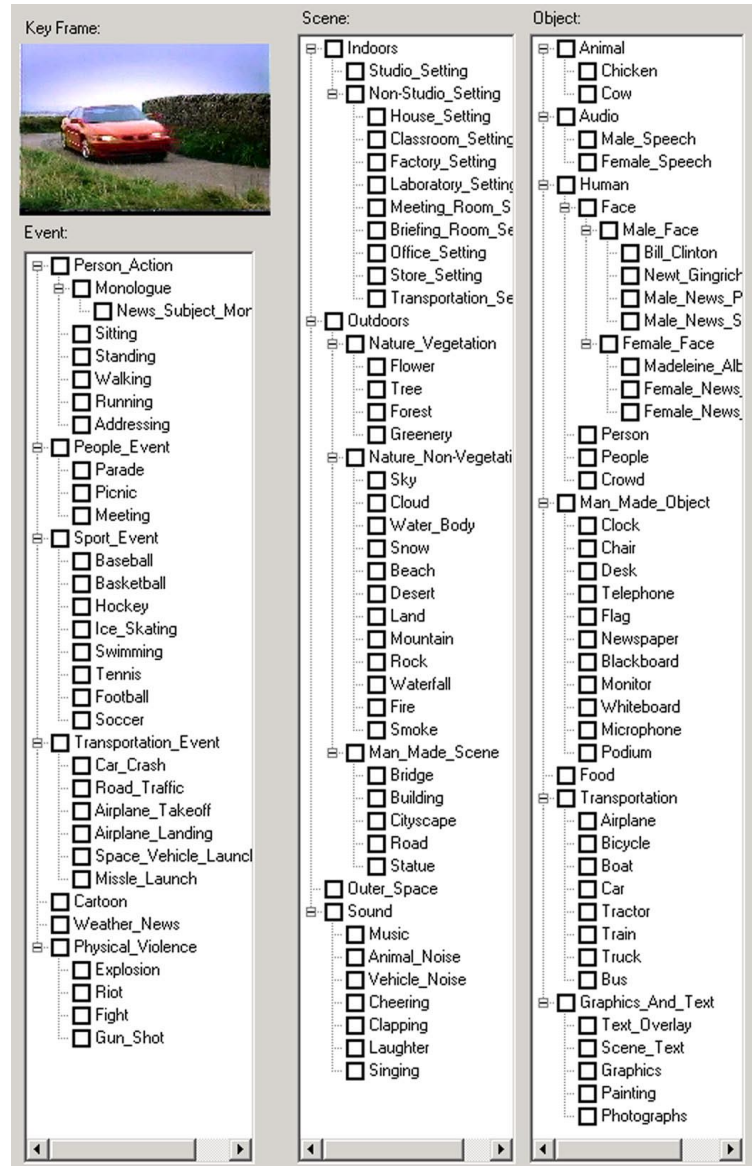 Key Frame:
Event:
Person_Action
Monologue
News_Subject_Mor
Sitting
Standing
Walking
Running
Addressing
People_Event
Parade
Picnic
Meeting
Sport_Event
Baseball
Basketball
Hockey
Ice_Skating
Swimming
Tennis
Football
Soccer
Transportation_Event
Car_Crash
Road_Traffic
Airplane_Takeoff
Airplane_Landing
Space_Vehicle_Launcl
Missle_Launch
Cartoon
Weather_News
Physical_Violence
Explosion
Riot
Fight
Gun_Shot
Scene:
Indoors
Studio_Setting
Non-Studio_Setting
House_Setting
Classroom_Setting
Factory_Setting
Laboratory_Setting
Meeting_Room_S
Briefing_Room_Se
Office_Setting
Store_Setting
Transportation_Se
Outdoors
Nature_Vegetation
Flower
Tree
Forest
Greenery
Nature_Non-Vegetati
Sky
Cloud
Water_Body
Snow
Beach
Desert
Land
Mountain
Rock
Waterfall
Fire
Smoke
Man_Made_Scene
Bridge
Building
Cityscape
Road
Statue
Outer_Space
Sound
Music
Animal_Noise
Vehicle_Noise
Cheering
Clapping
Laughter
Singing
Object:
Animal
Chicken
Cow
Audio
Male_Speech
Female_Speech
Human
Face
Male_Face
Bill_Clinton
Newt_Gingrich
Male_News_P
Male_News_S
Female_Face
Madeleine_Alb
Female_News_
Female_News_
Person
People
Crowd
Man_Made_Object
Clock
Chair
Desk
Telephone
Flag
Newspaper
Blackboard
Monitor
Whiteboard
Microphone
Podium
Food
Transportation
Airplane
Bicycle
Boat
Car
Tractor
Train
Truck
Bus
Graphics_And_Text
Text_Overlay
Scene_Text
Graphics
Painting
Photographs